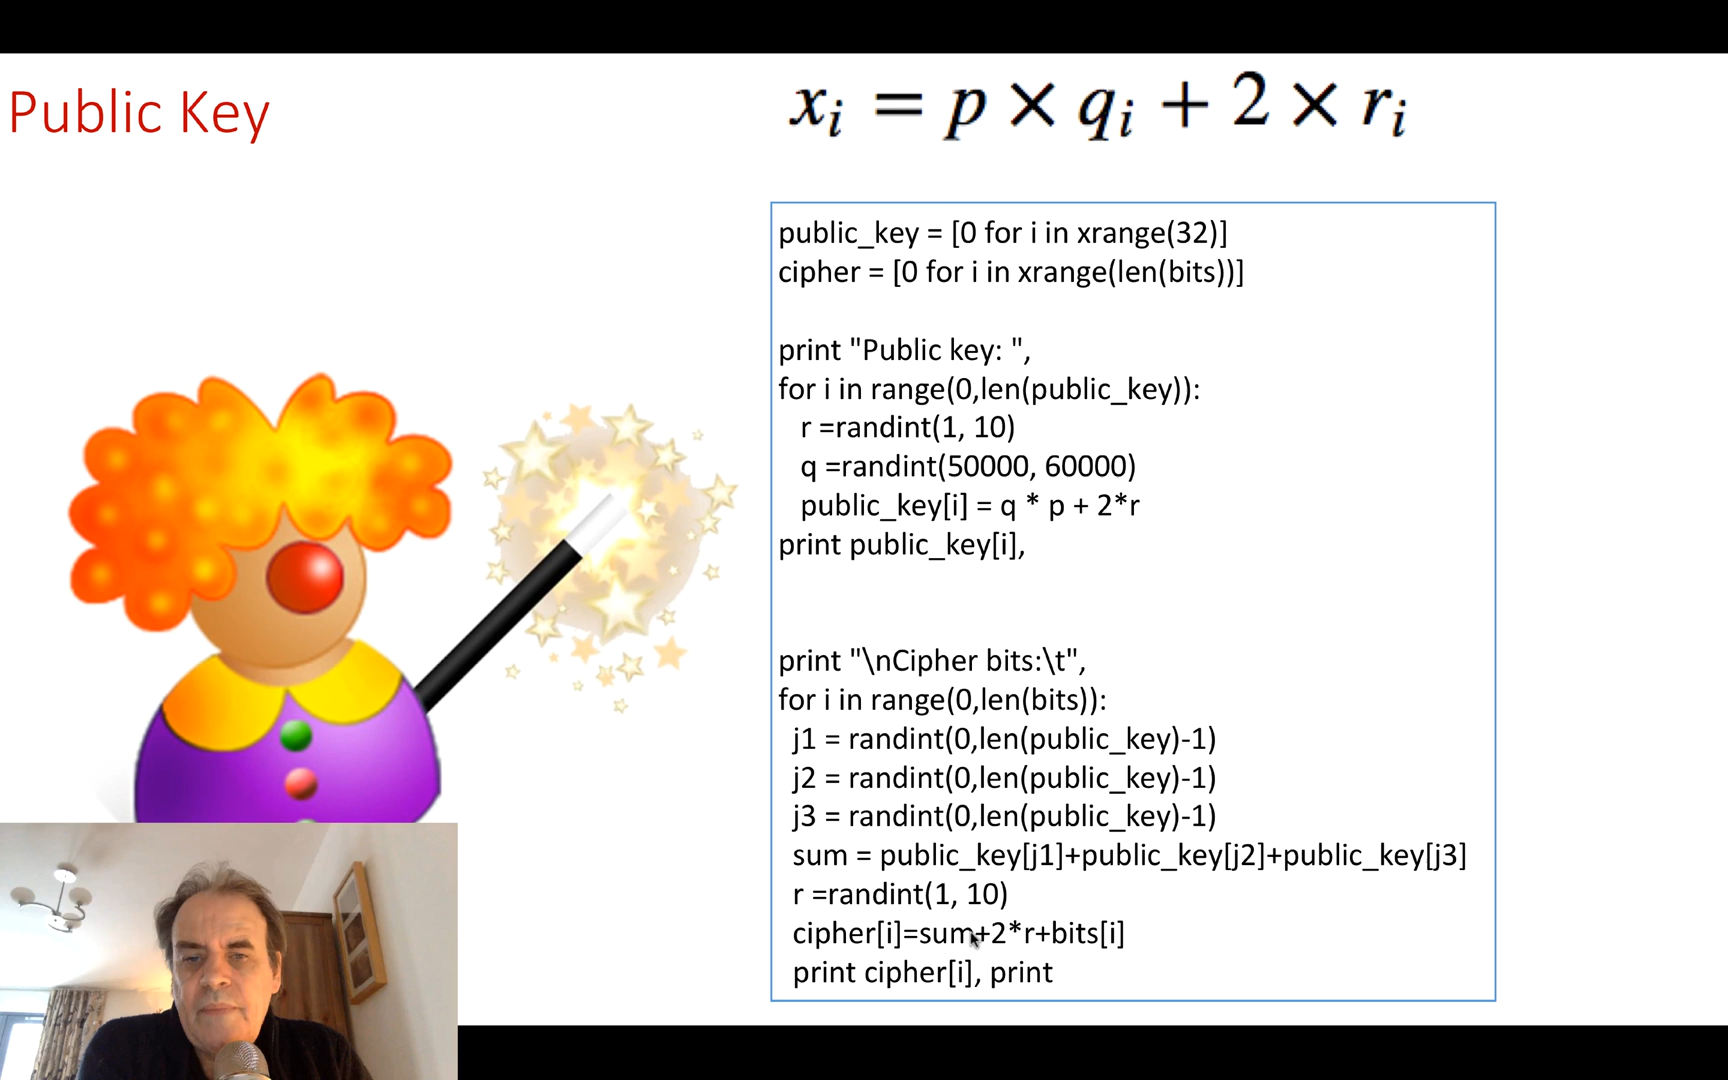 Public Key
xᵢ = p × qᵢ + 2 × rᵢ
public_key = [0 for i in xrange(32)]
cipher = [0 for i in xrange(len(bits))]
print "Public key: ",
for i in range(0,len(public_key)):
r =randint(1, 10)
q =randint(50000, 60000)
public_key[i] = q * p + 2*r
print public_key[i],
print "\nCipher bits:\t",
for i in range(0,len(bits)):
j1 = randint(0,len(public_key)-1)
j2 = randint(0,len(public_key)-1)
j3 = randint(0,len(public_key)-1)
sum = public_key[j1]+public_key[j2]+public_key[j3]
r =randint(1, 10)
cipher[i]=sum+2*r+bits[i]
print cipher[i], print